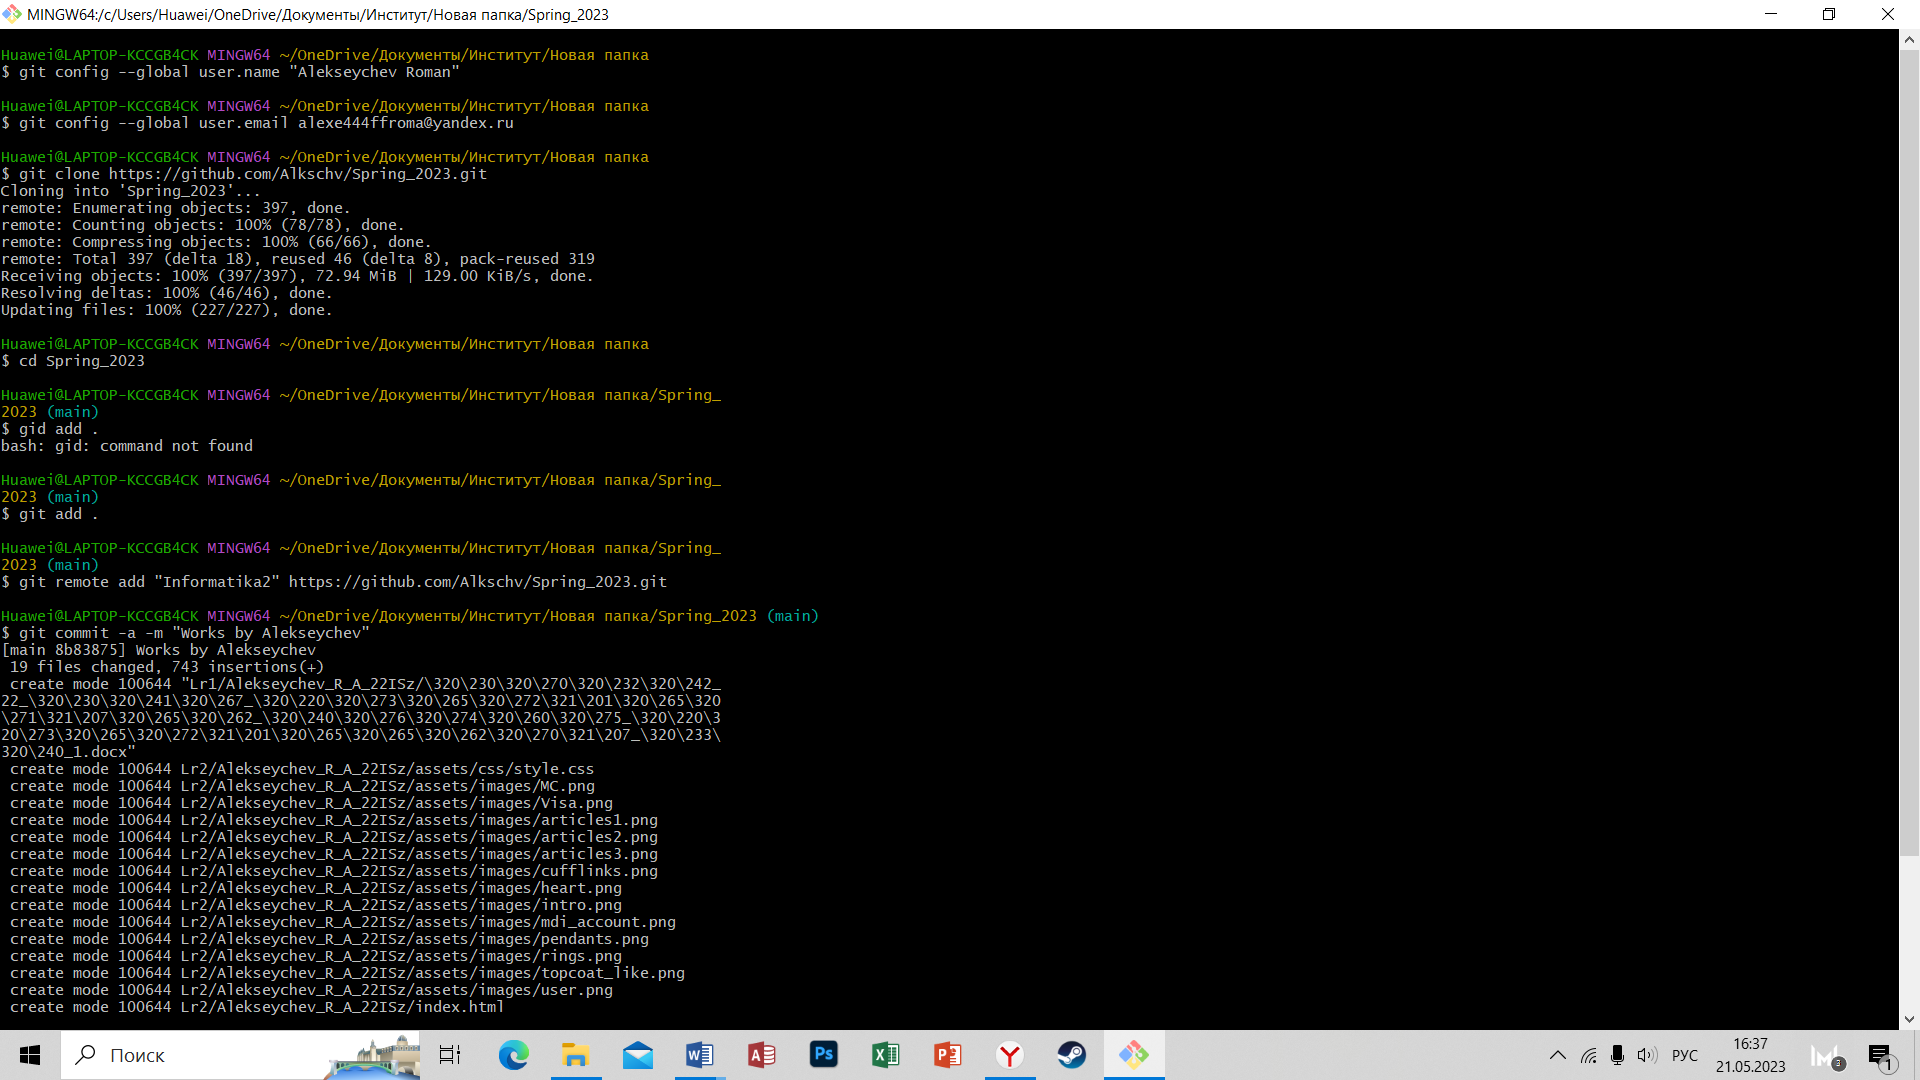 MINGW64:/c/Users/Huawei/OneDrive/Документы/Институт/Новая папка/Spring_2023
Huawei@LAPTOP-KCCGB4CK MINGW64 ~/OneDrive/Документы/Институт/Новая папка
$ git config --global user.name "Alekseychev Roman"
Huawei@LAPTOP-KCCGB4CK MINGW64 ~/OneDrive/Документы/Институт/Новая папка
$ git config --global user.email alexe444ffroma@yandex.ru
Huawei@LAPTOP-KCCGB4CK MINGW64 ~/OneDrive/Документы/Институт/Новая папка
$ git clone https://github.com/Alkschv/Spring_2023.git
Cloning into 'Spring_2023'...
remote: Enumerating objects: 397, done.
remote: Counting objects: 100% (78/78), done.
remote: Compressing objects: 100% (66/66), done.
remote: Total 397 (delta 18), reused 46 (delta 8), pack-reused 319
Receiving objects: 100% (397/397), 72.94 MiB | 129.00 KiB/s, done.
Resolving deltas: 100% (46/46), done.
Updating files: 100% (227/227), done.
Huawei@LAPTOP-KCCGB4CK MINGW64 ~/OneDrive/Документы/Институт/Новая папка
$ cd Spring_2023
Huawei@LAPTOP-KCCGB4CK MINGW64 ~/OneDrive/Документы/Институт/Новая папка/Spring_
2023 (main)
$ gid add .
bash: gid: command not found
Huawei@LAPTOP-KCCGB4CK MINGW64 ~/OneDrive/Документы/Институт/Новая папка/Spring_
2023 (main)
$ git add .
Huawei@LAPTOP-KCCGB4CK MINGW64 ~/OneDrive/Документы/Институт/Новая папка/Spring_
2023 (main)
$ git remote add "Informatika2" https://github.com/Alkschv/Spring_2023.git
Huawei@LAPTOP-KCCGB4CK MINGW64 ~/OneDrive/Документы/Институт/Новая папка/Spring_2023 (main)
$ git commit -a -m "Works by Alekseychev"
[main 8b83875] Works by Alekseychev
19 files changed, 743 insertions(+)
create mode 100644 "Lr1/Alekseychev_R_A_22ISz/\320\230\320\270\320\232\320\242_
22_\320\230\320\241\320\267_\320\220\320\273\320\265\320\272\321\201\320\265\320
\271\321\207\320\265\320\262_\320\240\320\276\320\274\320\260\320\275_\320\220\3
20\273\320\265\320\272\321\201\320\265\320\265\320\262\320\270\321\207_\320\233\
320\240_1.docx"
create mode 100644 Lr2/Alekseychev_R_A_22ISz/assets/css/style.css
create mode 100644 Lr2/Alekseychev_R_A_22ISz/assets/images/MC.png
create mode 100644 Lr2/Alekseychev_R_A_22ISz/assets/images/Visa.png
create mode 100644 Lr2/Alekseychev_R_A_22ISz/assets/images/articles1.png
create mode 100644 Lr2/Alekseychev_R_A_22ISz/assets/images/articles2.png
create mode 100644 Lr2/Alekseychev_R_A_22ISz/assets/images/articles3.png
create mode 100644 Lr2/Alekseychev_R_A_22ISz/assets/images/cufflinks.png
create mode 100644 Lr2/Alekseychev_R_A_22ISz/assets/images/heart.png
create mode 100644 Lr2/Alekseychev_R_A_22ISz/assets/images/intro.png
create mode 100644 Lr2/Alekseychev_R_A_22ISz/assets/images/mdi_account.png
create mode 100644 Lr2/Alekseychev_R_A_22ISz/assets/images/pendants.png
create mode 100644 Lr2/Alekseychev_R_A_22ISz/assets/images/rings.png
create mode 100644 Lr2/Alekseychev_R_A_22ISz/assets/images/topcoat_like.png
create mode 100644 Lr2/Alekseychev_R_A_22ISz/assets/images/user.png
create mode 100644 Lr2/Alekseychev_R_A_22ISz/index.html
Поиск
РУС
16:37
21.05.2023
3
1